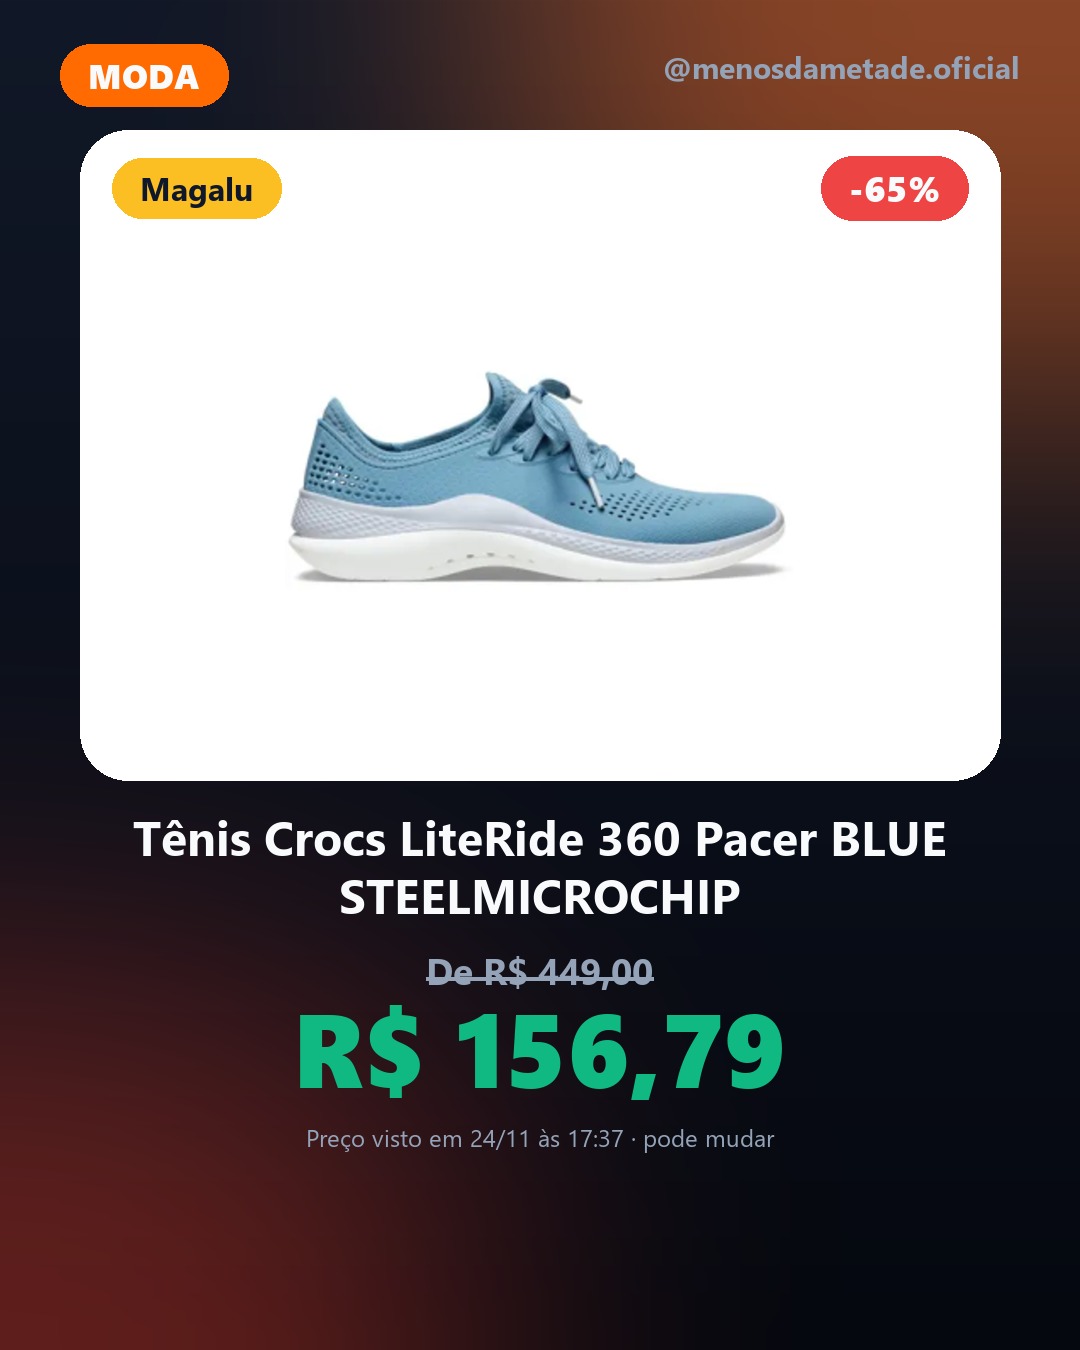 MODA
@menosdametade.oficial
Magalu
-65%
Tênis Crocs LiteRide 360 Pacer BLUE
STEELMICROCHIP
De R$ 449,00
R$ 156,79
Preço visto em 24/11 às 17:37 · pode mudar